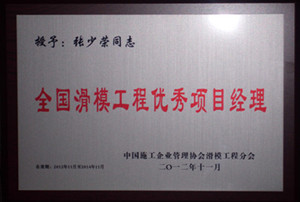 授予：张少荣同志
全国滑模工程优秀项目经理
中国施工企业管理协会滑模工程分会
二〇一二年十一月